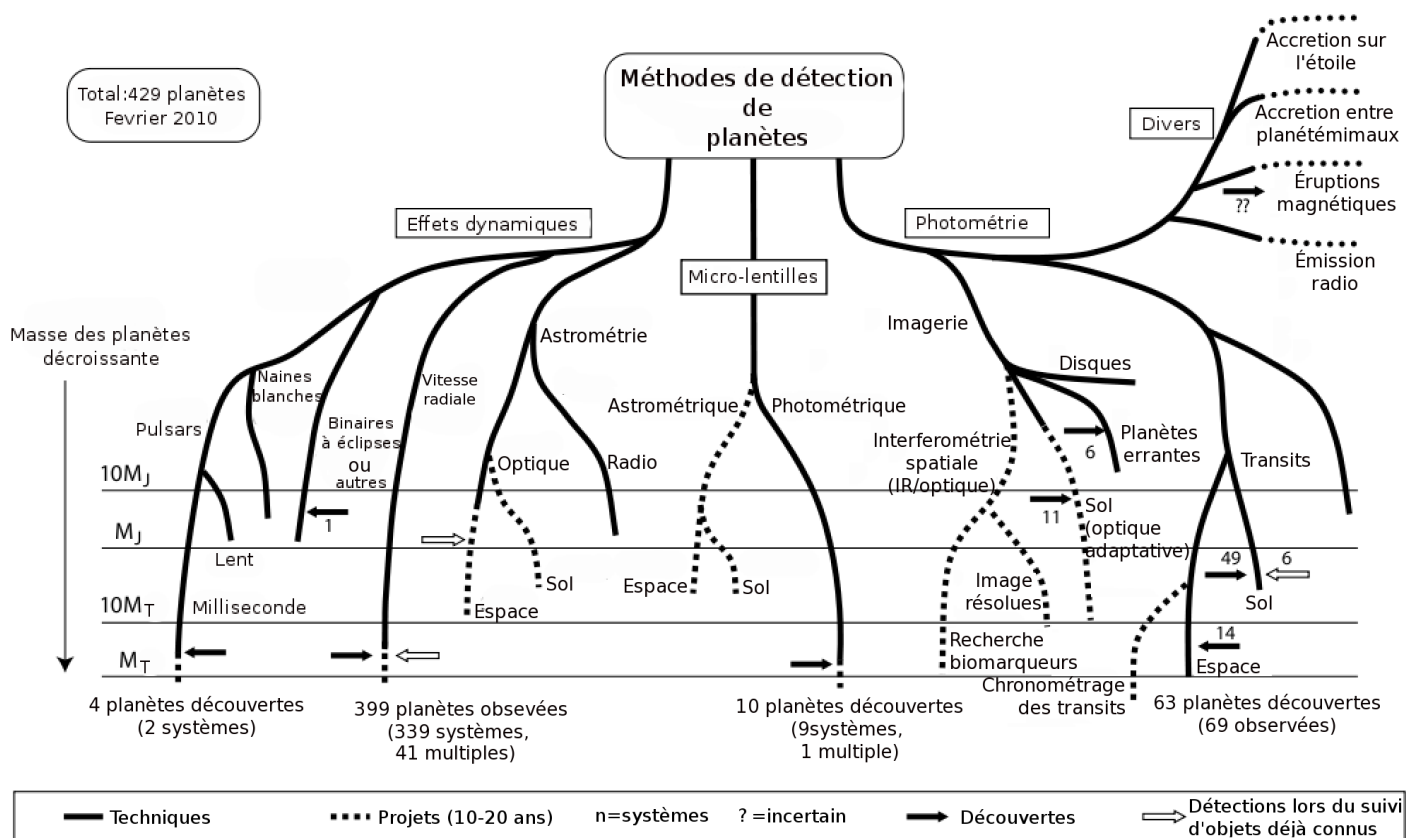 Total:429 planètes
Fevrier 2010
Méthodes de détection
de
planètes
Divers
Accretion sur
l'étoile
Accretion entre
planétémimaux
??
Éruptions
magnétiques
Émission
radio
Effets dynamiques
Photométrie
Micro-lentilles
Masse des planètes
décroissante
Astrométrie
Imagerie
Disques
Naines
blanches
Vitesse
radiale
Pulsars
Binaires
à éclipses
ou
autres
Astrométrique
Photométrique
Interferométrie
spatiale
(IR/optique)
Planètes
errantes
6
Optique
Radio
Transits
10MJ
1
11
Sol
(optique
adaptative)
MJ
Lent
49
6
Sol
Espace
Sol
Espace
Sol
Image
résolues
10MT
Milliseconde
14
Espace
MT
Recherche
biomarqueurs
Chronométrage
des transits
4 planètes découvertes
(2 systèmes)
399 planètes obsevées
(339 systèmes,
41 multiples)
10 planètes découvertes
(9systèmes,
1 multiple)
63 planètes découvertes
(69 observées)
Techniques
Projets (10-20 ans)
n=systèmes
?=incertain
Découvertes
Détections lors du suivi
d'objets déjà connus